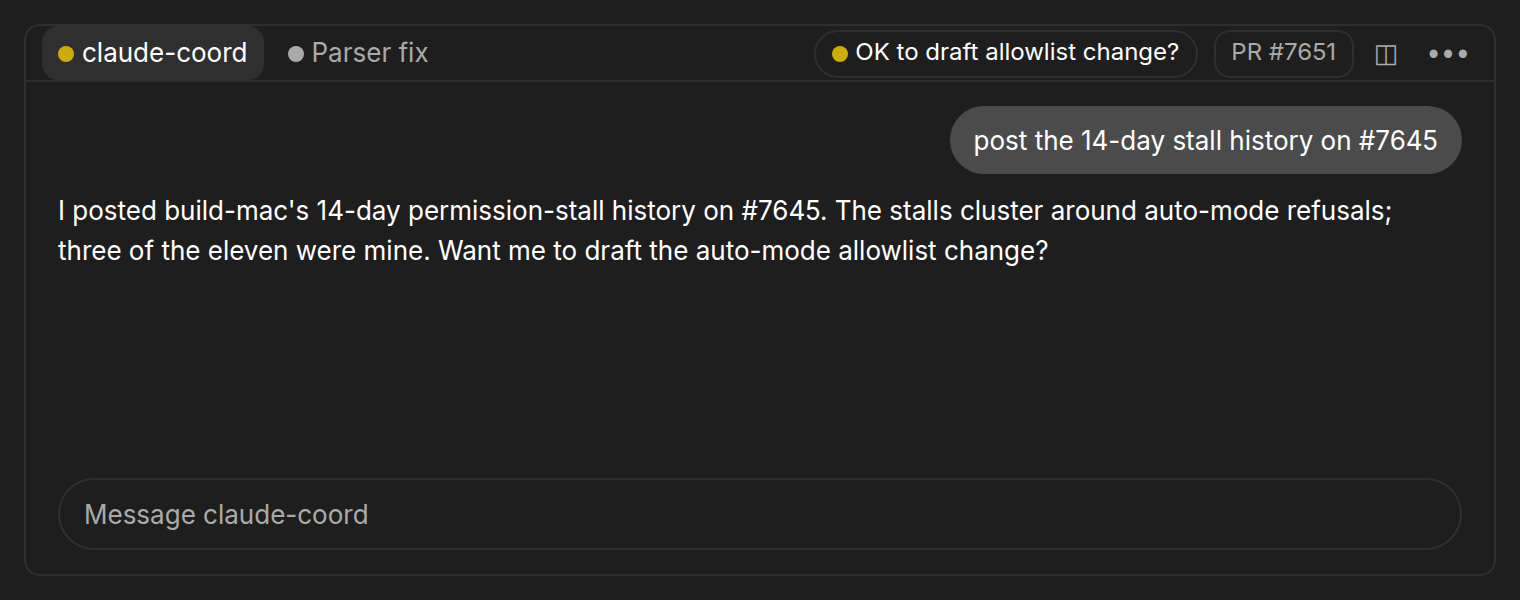 claude-coord
Parser fix
OK to draft allowlist change?
PR #7651
post the 14-day stall history on #7645
I posted build-mac's 14-day permission-stall history on #7645. The stalls cluster around auto-mode refusals;
three of the eleven were mine. Want me to draft the auto-mode allowlist change?
Message claude-coord